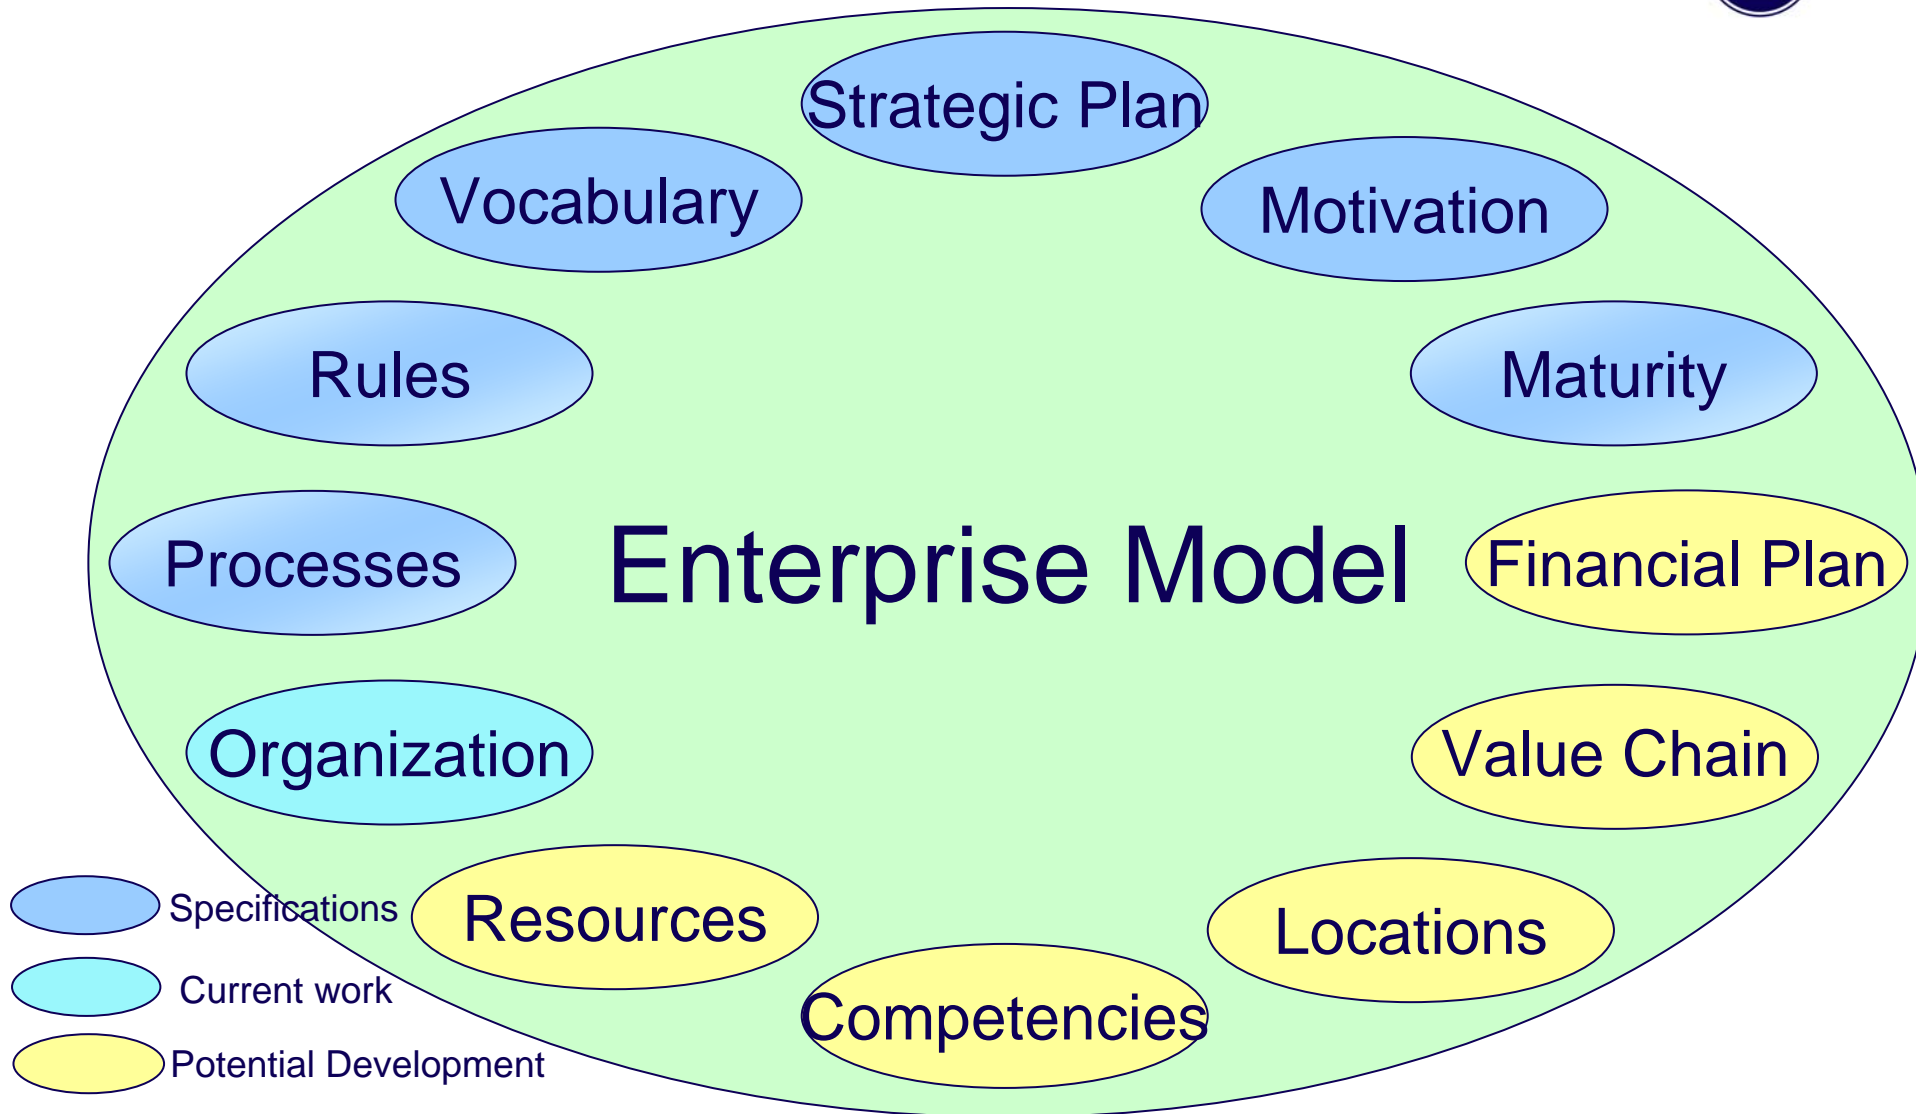 Strategic Plan
Vocabulary
Motivation
Rules
Maturity
Processes
Enterprise Model
Financial Plan
Organization
Value Chain
Resources
Locations
Competencies
Specifications
Current work
Potential Development